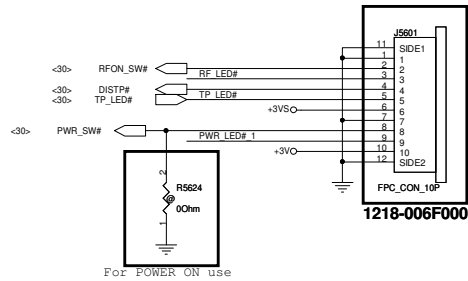 J5601
11 SIDE1
1 1
<30> RFON_SW# 2 2
RF_LED# 3 3
<30> DISTP# 4 4
<30> TP_LED# TP_LED# 5 5
+3VS 6 6
7 7
<30> PWR_SW# 8 8
PWR_LED#_1 9 9
+3V 10 10
12 SIDE2
FPC_CON_10P
1218-006F000
2
R5624
@
0Ohm
1
For POWER ON use